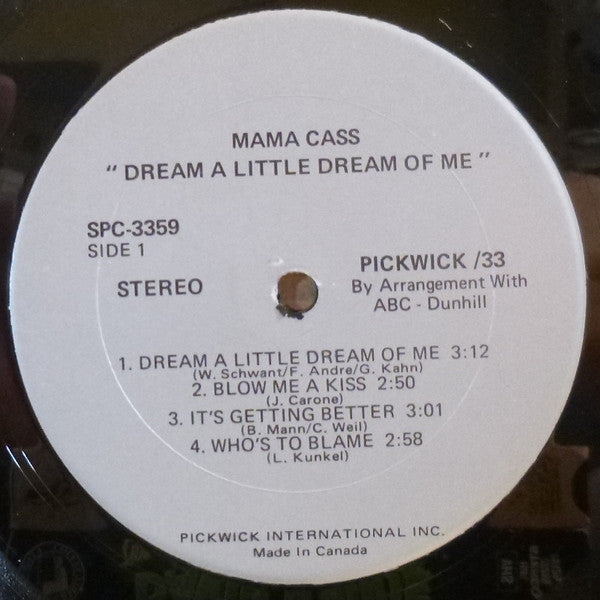 MAMA CASS
" DREAM A LITTLE DREAM OF ME "
SPC-3359
SIDE 1
STEREO
PICKWICK /33
By Arrangement With
ABC - Dunhill
1. DREAM A LITTLE DREAM OF ME 3:12
(W. Schwant/F. Andre/G. Kahn)
2. BLOW ME A KISS 2:50
(J. Carone)
3. IT'S GETTING BETTER 3:01
(B. Mann/C. Weil)
4. WHO'S TO BLAME 2:58
(L. Kunkel)
PICKWICK INTERNATIONAL INC.
Made In Canada